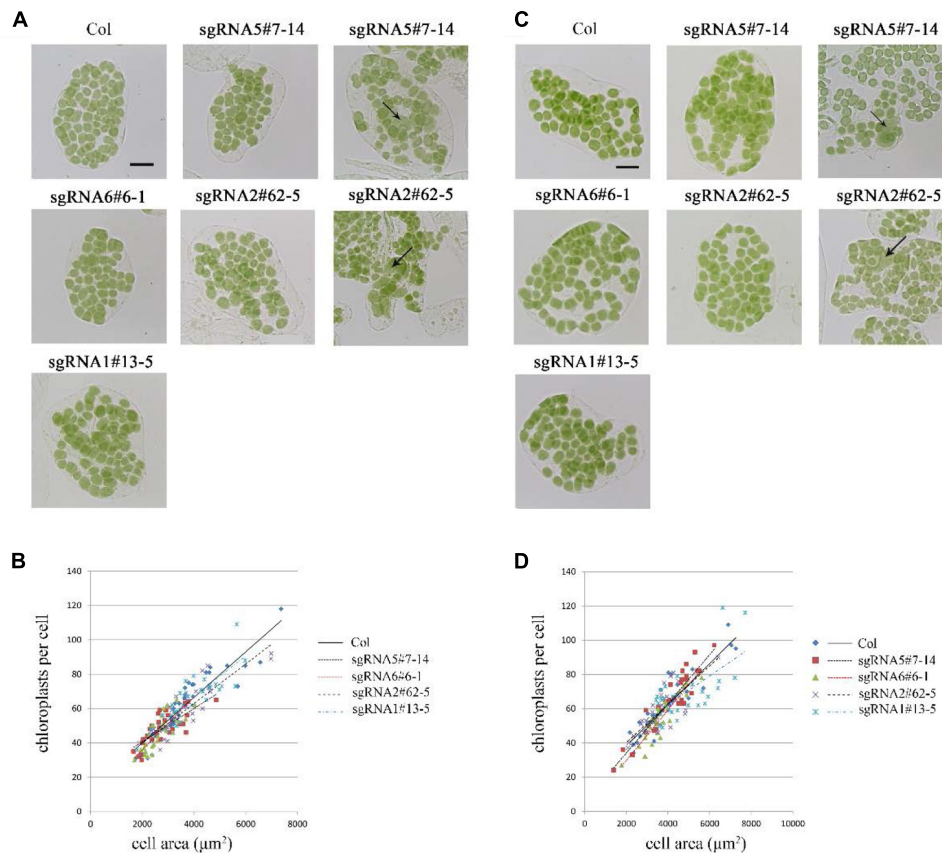 A
Col
sgRNA5#7-14
sgRNA5#7-14
sgRNA6#6-1
sgRNA2#62-5
sgRNA2#62-5
sgRNA1#13-5
C
Col
sgRNA5#7-14
sgRNA5#7-14
sgRNA6#6-1
sgRNA2#62-5
sgRNA2#62-5
sgRNA1#13-5
B
chloroplasts per cell
140
120
100
80
60
40
20
0
0 2000 4000 6000 8000
cell area (μm²)
Col
sgRNA5#7-14
sgRNA6#6-1
sgRNA2#62-5
sgRNA1#13-5
D
chloroplasts per cell
140
120
100
80
60
40
20
0
0 2000 4000 6000 8000 10000
cell area (μm²)
Col
sgRNA5#7-14
sgRNA6#6-1
sgRNA2#62-5
sgRNA1#13-5